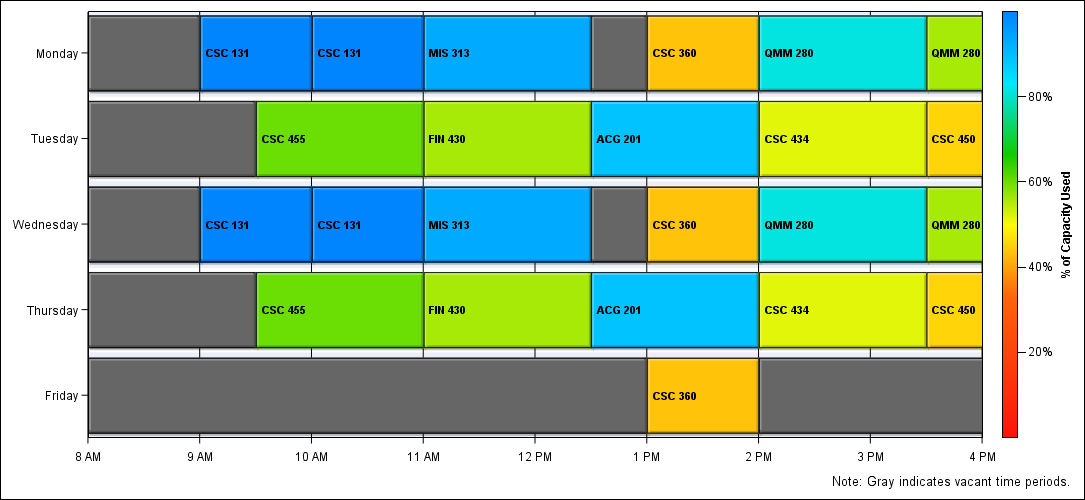 Monday
CSC 131 CSC 131 MIS 313 CSC 360 QMM 280 QMM 280
Tuesday
CSC 455 FIN 430 ACG 201 CSC 434 CSC 450
Wednesday
CSC 131 CSC 131 MIS 313 CSC 360 QMM 280 QMM 280
Thursday
CSC 455 FIN 430 ACG 201 CSC 434 CSC 450
Friday
CSC 360
8 AM 9 AM 10 AM 11 AM 12 PM 1 PM 2 PM 3 PM 4 PM
80%
60%
40%
20%
% of Capacity Used
Note: Gray indicates vacant time periods.